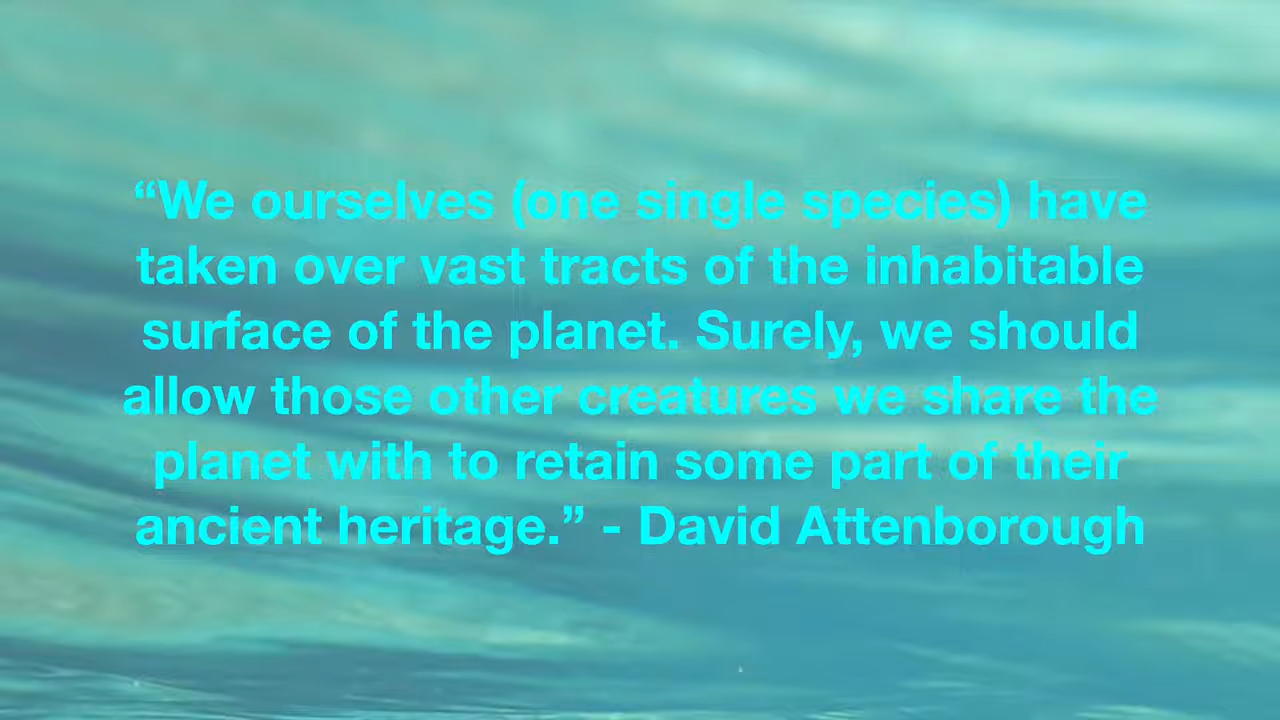 “We ourselves (one single species) have
taken over vast tracts of the inhabitable
surface of the planet. Surely, we should
allow those other creatures we share the
planet with to retain some part of their
ancient heritage.” - David Attenborough